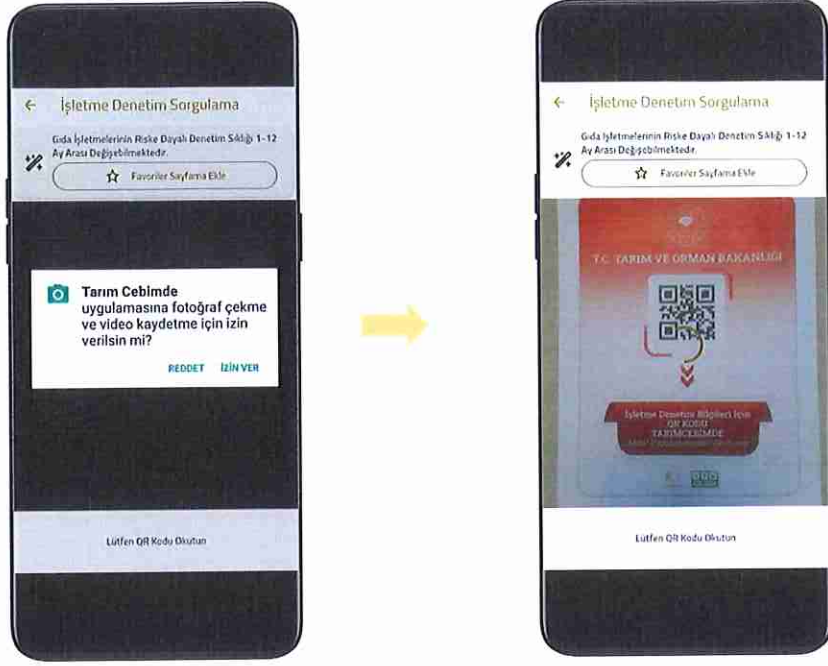 ← İşletme Denetim Sorgulama
Gıda İşletmelerinin Riske Dayalı Denetim Sıklığı 1-12
Ay Arası Değişebilmektedir.
Favoriler Sayfama Ekle
Tarım Cebimde
uygulamasına fotoğraf çekme
ve video kaydetme için izin
verilsin mi?
REDDET İZİN VER
Lütfen QR Kodu Okutun
← İşletme Denetim Sorgulama
Gıda İşletmelerinin Riske Dayalı Denetim Sıklığı 1-12
Ay Arası Değişebilmektedir.
Favoriler Sayfama Ekle
T.C. TARIM VE ORMAN BAKANLIĞI
İşletme Denetim Bilgileri İçin
QR KODU
TARIMCEBİMDE
Lütfen QR Kodu Okutun